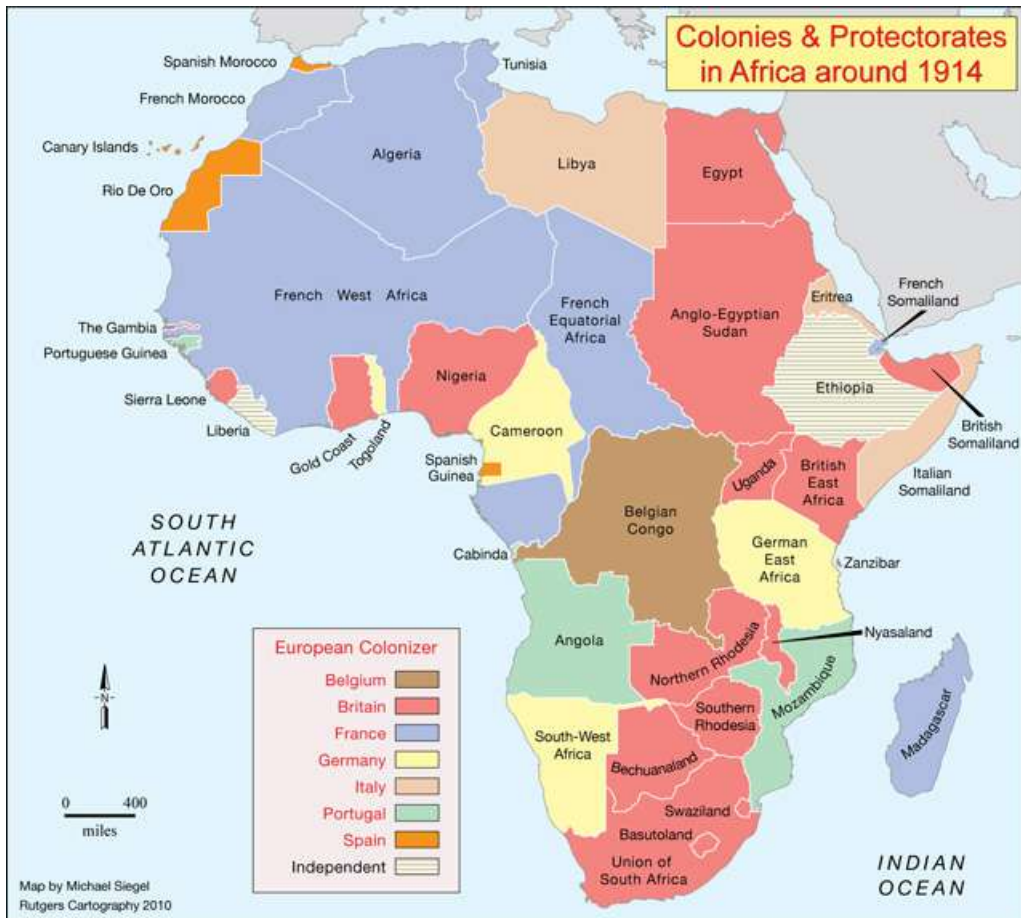 Colonies & Protectorates
in Africa around 1914
Spanish Morocco
Tunisia
French Morocco
Canary Islands
Algeria
Libya
Egypt
Rio De Oro
French West Africa
French
Equatorial
Africa
Anglo-Egyptian
Sudan
Eritrea
French
Somaliland
The Gambia
Portuguese Guinea
Nigeria
Ethiopia
Sierra Leone
Liberia
Gold Coast
Togoland
Cameroon
British
Somaliland
Spanish
Guinea
Uganda
British
East
Africa
Italian
Somaliland
SOUTH
ATLANTIC
OCEAN
Belgian
Congo
Cabinda
German
East
Africa
Zanzibar
Angola
Northern Rhodesia
Nyasaland
Mozambique
Southern
Rhodesia
South-West
Africa
Bechuanaland
Madagascar
Swaziland
Basutoland
Union of
South Africa
INDIAN
OCEAN
European Colonizer
Belgium
Britain
France
Germany
Italy
Portugal
Spain
Independent
N
0 400
miles
Map by Michael Siegel
Rutgers Cartography 2010